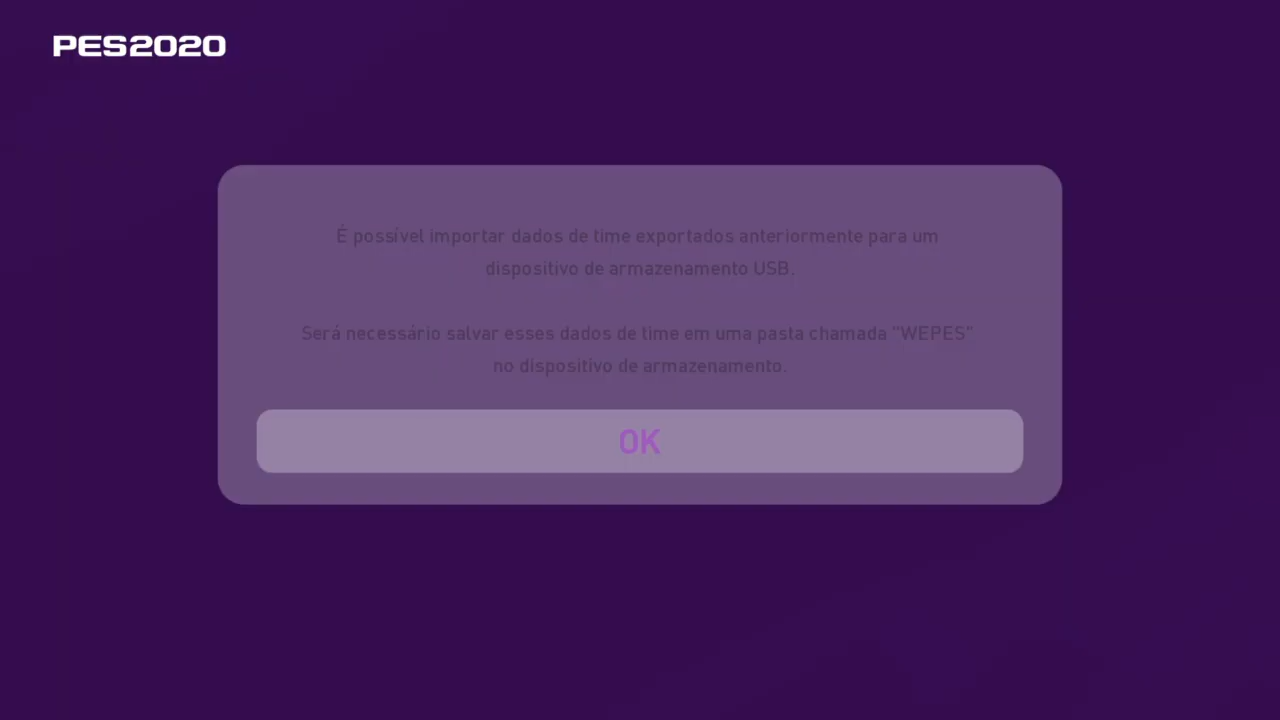 PES2020
É possível importar dados de time exportados anteriormente para um
dispositivo de armazenamento USB.
Será necessário salvar esses dados de time em uma pasta chamada "WEPES"
no dispositivo de armazenamento.
OK